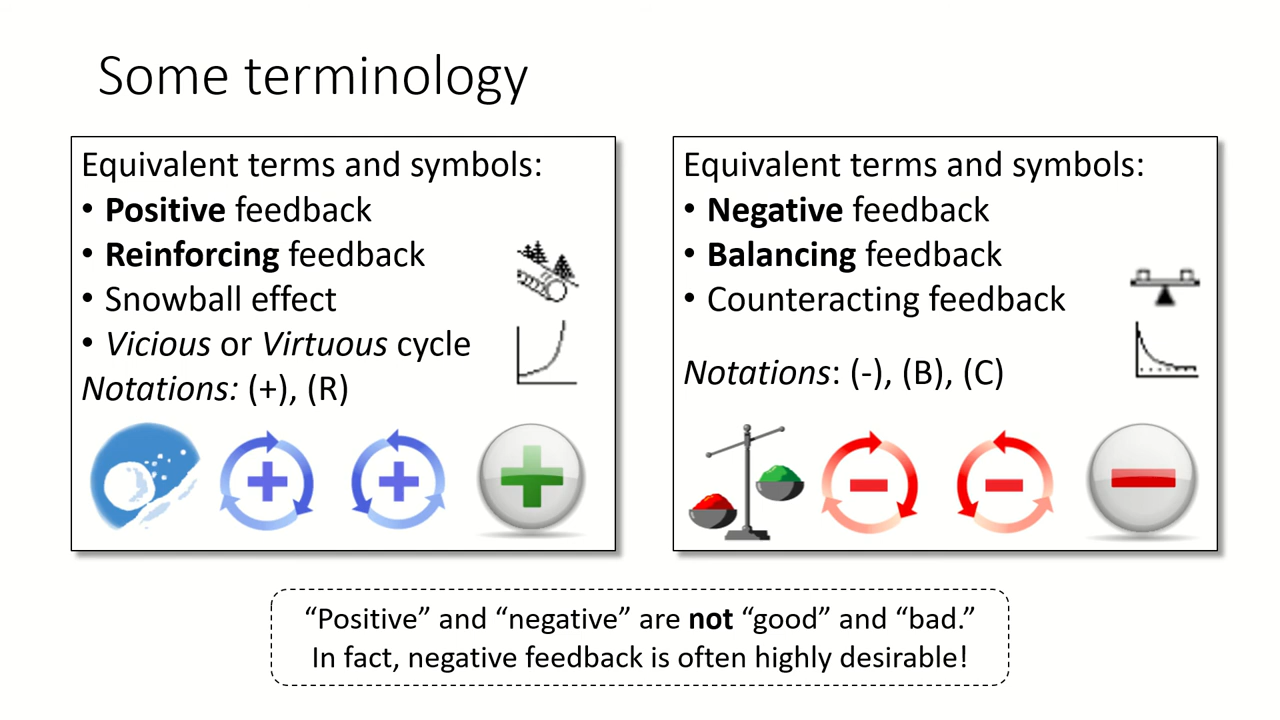 Some terminology
Equivalent terms and symbols:
• Positive feedback
• Reinforcing feedback
• Snowball effect
• Vicious or Virtuous cycle
Notations: (+), (R)
Equivalent terms and symbols:
• Negative feedback
• Balancing feedback
• Counteracting feedback
Notations: (-), (B), (C)
“Positive” and “negative” are not “good” and “bad.”
In fact, negative feedback is often highly desirable!